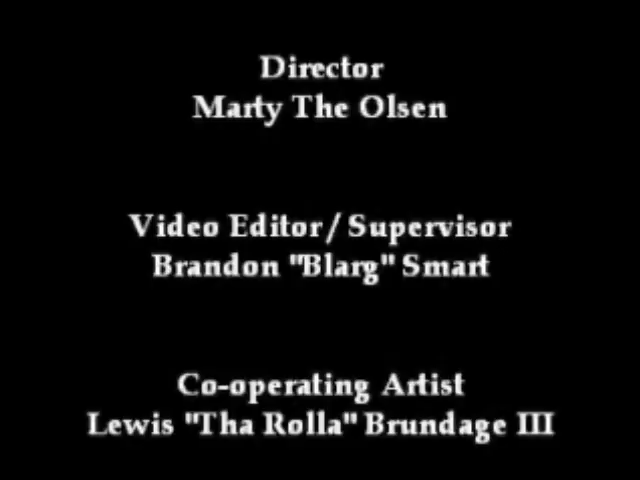 Director
Marty The Olsen
Video Editor/Supervisor
Brandon "Blarg" Smart
Co-operating Artist
Lewis "Tha Rolla" Brundage III